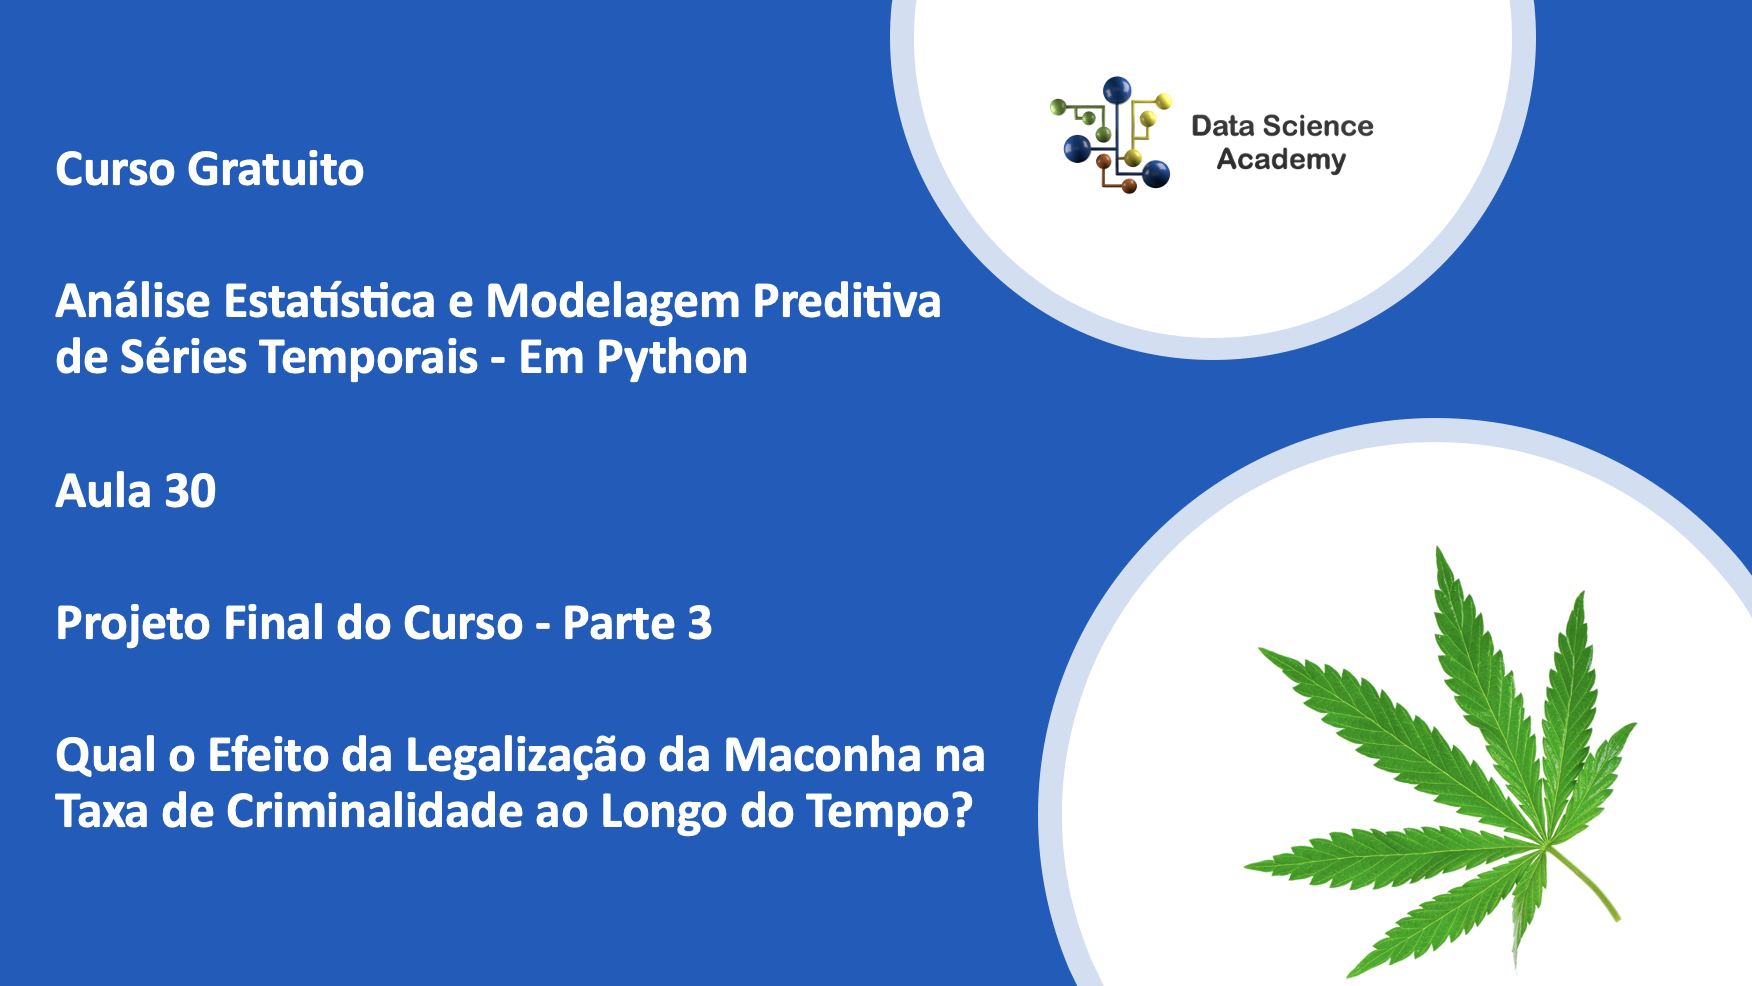 Curso Gratuito
Análise Estatística e Modelagem Preditiva
de Séries Temporais - Em Python
Aula 30
Projeto Final do Curso - Parte 3
Qual o Efeito da Legalização da Maconha na
Taxa de Criminalidade ao Longo do Tempo?
Data Science
Academy